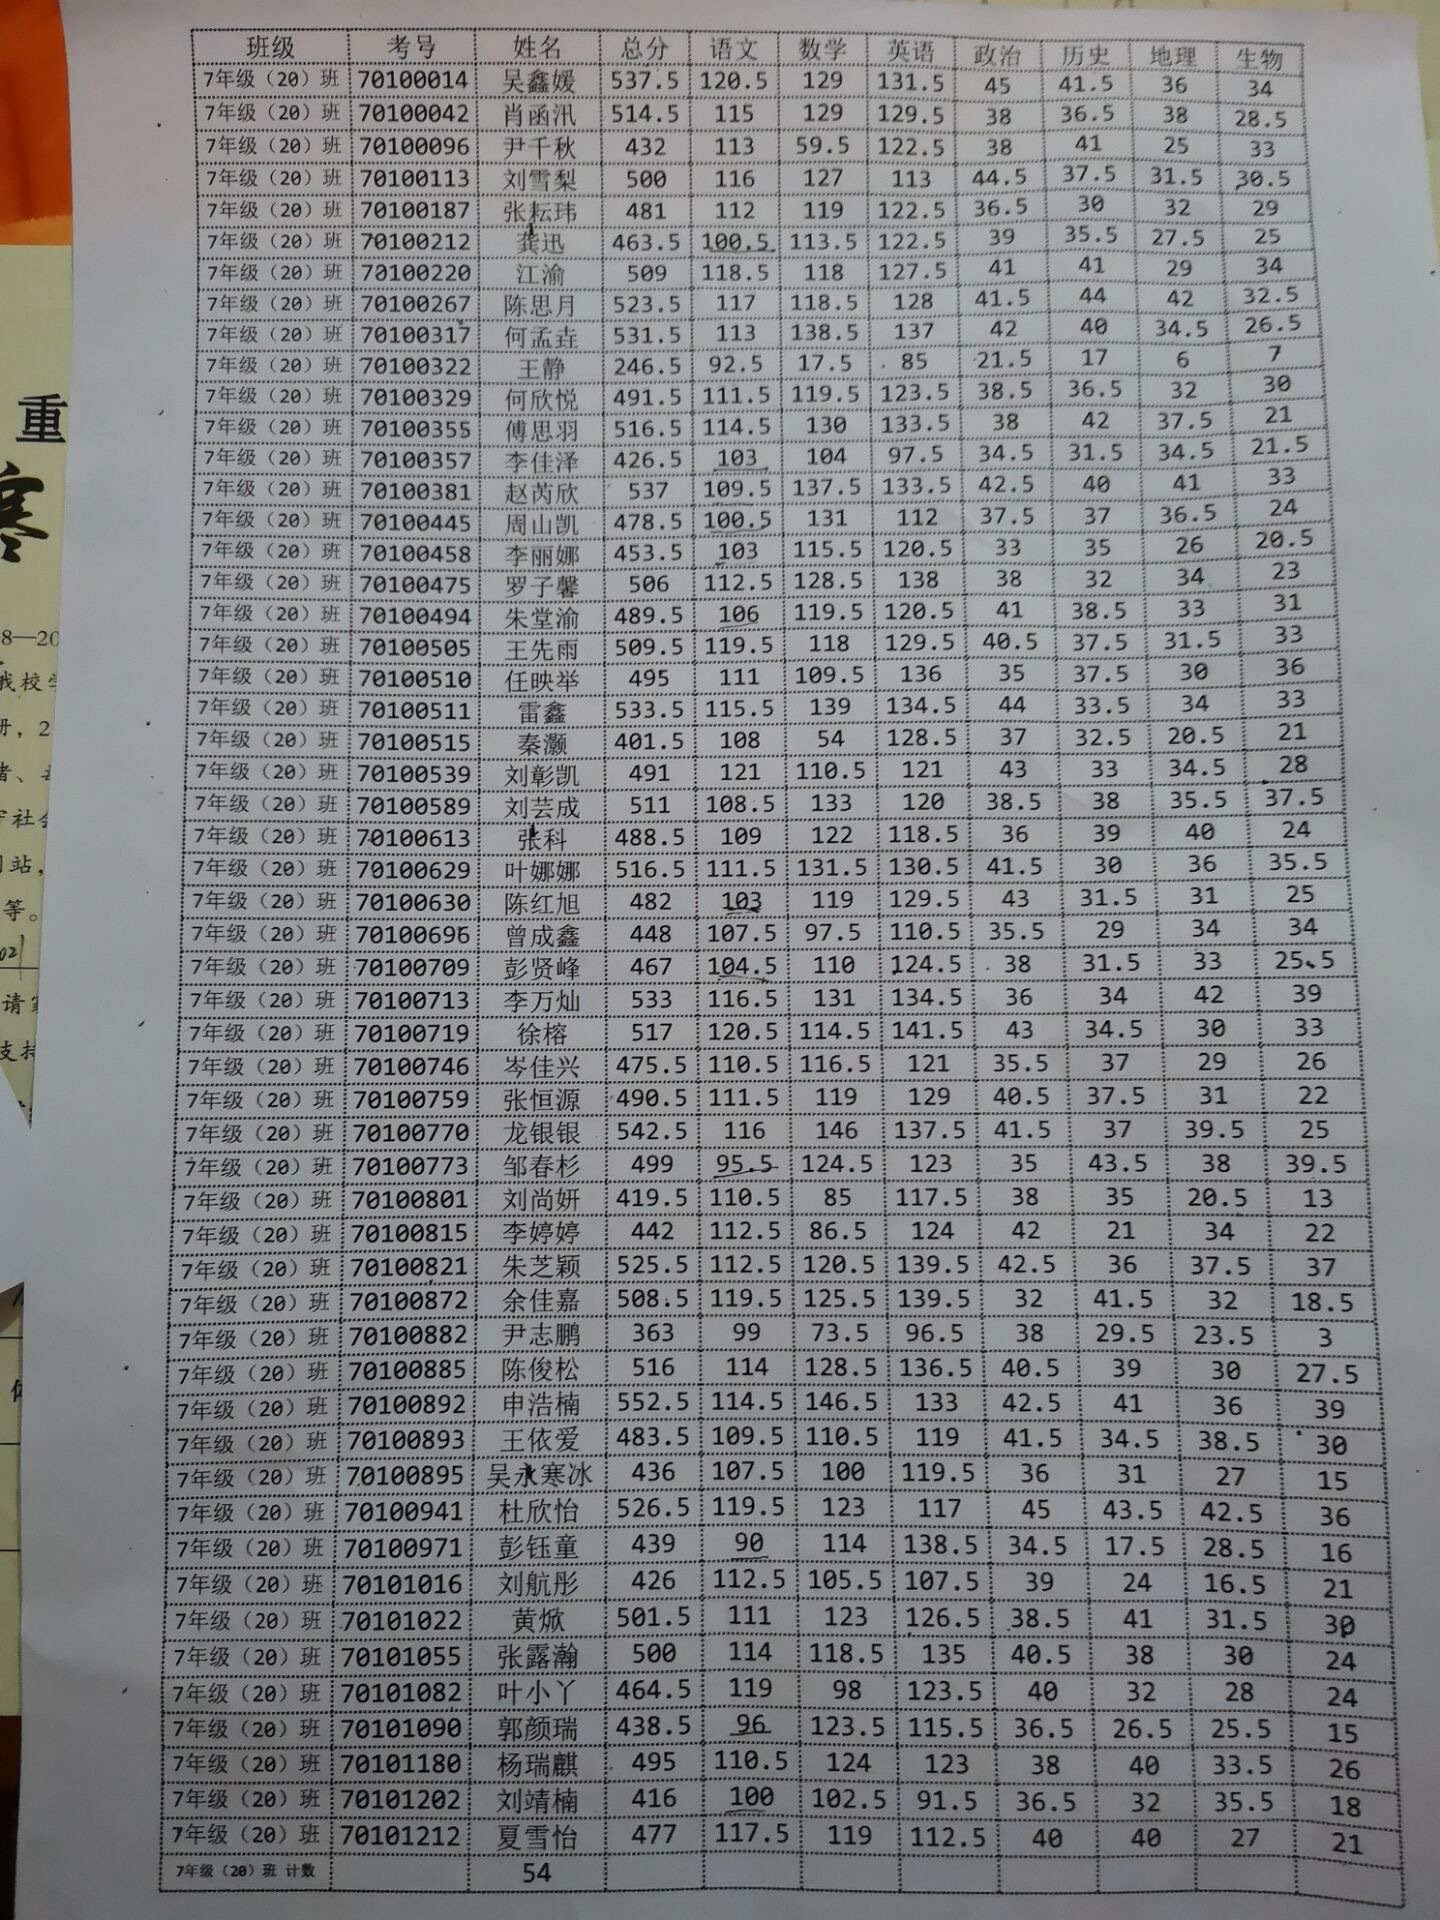 班级 考号 姓名 总分 语文 数学 英语 政治 历史 地理 生物
7年级（20）班 70100014 吴鑫媛 537.5 120.5 129 131.5 45 41.5 36 34
7年级（20）班 70100042 肖函汛 514.5 115 129 129.5 38 36.5 38 28.5
7年级（20）班 70100096 尹千秋 432 113 59.5 122.5 38 41 25 33
7年级（20）班 70100113 刘雪梨 500 116 127 113 44.5 37.5 31.5 30.5
7年级（20）班 70100187 张耘玮 481 112 119 122.5 36.5 30 32 29
7年级（20）班 70100212 龚迅 463.5 100.5 113.5 122.5 39 35.5 27.5 25
7年级（20）班 70100220 江渝 509 118.5 118 127.5 41 41 29 34
7年级（20）班 70100267 陈思月 523.5 117 118.5 128 41.5 44 42 32.5
7年级（20）班 70100317 何孟垚 531.5 113 138.5 137 42 40 34.5 26.5
7年级（20）班 70100322 王静 246.5 92.5 17.5 85 21.5 17 6 7
7年级（20）班 70100329 何欣悦 491.5 111.5 119.5 123.5 38.5 36.5 32 30
7年级（20）班 70100355 傅思羽 516.5 114.5 130 133.5 38 42 37.5 21
7年级（20）班 70100357 李佳泽 426.5 103 104 97.5 34.5 31.5 34.5 21.5
7年级（20）班 70100381 赵芮欣 537 109.5 137.5 133.5 42.5 40 41 33
7年级（20）班 70100445 周山凯 478.5 100.5 131 112 37.5 37 36.5 24
7年级（20）班 70100458 李丽娜 453.5 103 115.5 120.5 33 35 26 20.5
7年级（20）班 70100475 罗子馨 506 112.5 128.5 138 38 32 34 23
7年级（20）班 70100494 朱堂渝 489.5 106 119.5 120.5 41 38.5 33 31
7年级（20）班 70100505 王先雨 509.5 119.5 118 129.5 40.5 37.5 31.5 33
7年级（20）班 70100510 任映举 495 111 109.5 136 35 37.5 30 36
7年级（20）班 70100511 雷鑫 533.5 115.5 139 134.5 44 33.5 34 33
7年级（20）班 70100515 秦灏 401.5 108 54 128.5 37 32.5 20.5 21
7年级（20）班 70100539 刘彰凯 491 121 110.5 121 43 33 34.5 28
7年级（20）班 70100589 刘芸成 511 108.5 133 120 38.5 38 35.5 37.5
7年级（20）班 70100613 张科 488.5 109 122 118.5 36 39 40 24
7年级（20）班 70100629 叶娜娜 516.5 111.5 131.5 130.5 41.5 30 36 35.5
7年级（20）班 70100630 陈红旭 482 103 119 129.5 43 31.5 31 25
7年级（20）班 70100696 曾成鑫 448 107.5 97.5 110.5 35.5 29 34 34
7年级（20）班 70100709 彭贤峰 467 104.5 110 124.5 38 31.5 33 25.5
7年级（20）班 70100713 李万灿 533 116.5 131 134.5 36 34 42 39
7年级（20）班 70100719 徐榕 517 120.5 114.5 141.5 43 34.5 30 33
7年级（20）班 70100746 岑佳兴 475.5 110.5 116.5 121 35.5 37 29 26
7年级（20）班 70100759 张恒源 490.5 111.5 119 129 40.5 37.5 31 22
7年级（20）班 70100770 龙银银 542.5 116 146 137.5 41.5 37 39.5 25
7年级（20）班 70100773 邹春杉 499 95.5 124.5 123 35 43.5 38 39.5
7年级（20）班 70100801 刘尚妍 419.5 110.5 85 117.5 38 35 20.5 13
7年级（20）班 70100815 李婷婷 442 112.5 86.5 124 42 21 34 22
7年级（20）班 70100821 朱芝颖 525.5 112.5 120.5 139.5 42.5 36 37.5 37
7年级（20）班 70100872 余佳嘉 508.5 119.5 125.5 139.5 32 41.5 32 18.5
7年级（20）班 70100882 尹志鹏 363 99 73.5 96.5 38 29.5 23.5 3
7年级（20）班 70100885 陈俊松 516 114 128.5 136.5 40.5 39 30 27.5
7年级（20）班 70100892 申浩楠 552.5 114.5 146.5 133 42.5 41 36 39
7年级（20）班 70100893 王依爱 483.5 109.5 110.5 119 41.5 34.5 38.5 30
7年级（20）班 70100895 吴永寒冰 436 107.5 100 119.5 36 31 27 15
7年级（20）班 70100941 杜欣怡 526.5 119.5 123 117 45 43.5 42.5 36
7年级（20）班 70100971 彭钰童 439 90 114 138.5 34.5 17.5 28.5 16
7年级（20）班 70101016 刘航彤 426 112.5 105.5 107.5 39 24 16.5 21
7年级（20）班 70101022 黄焮 501.5 111 123 126.5 38.5 41 31.5 30
7年级（20）班 70101055 张露瀚 500 114 118.5 135 40.5 38 30 24
7年级（20）班 70101082 叶小丫 464.5 119 98 123.5 40 32 28 24
7年级（20）班 70101090 郭颜瑞 438.5 96 123.5 115.5 36.5 26.5 25.5 15
7年级（20）班 70101180 杨瑞麒 495 110.5 124 123 38 40 33.5 26
7年级（20）班 70101202 刘靖楠 416 100 102.5 91.5 36.5 32 35.5 18
7年级（20）班 70101212 夏雪怡 477 117.5 119 112.5 40 40 27 21
7年级（20）班 计数 54
重
寒
8—20
我校学
册，2
者、
社会
网站，
等。
021
请家
支持